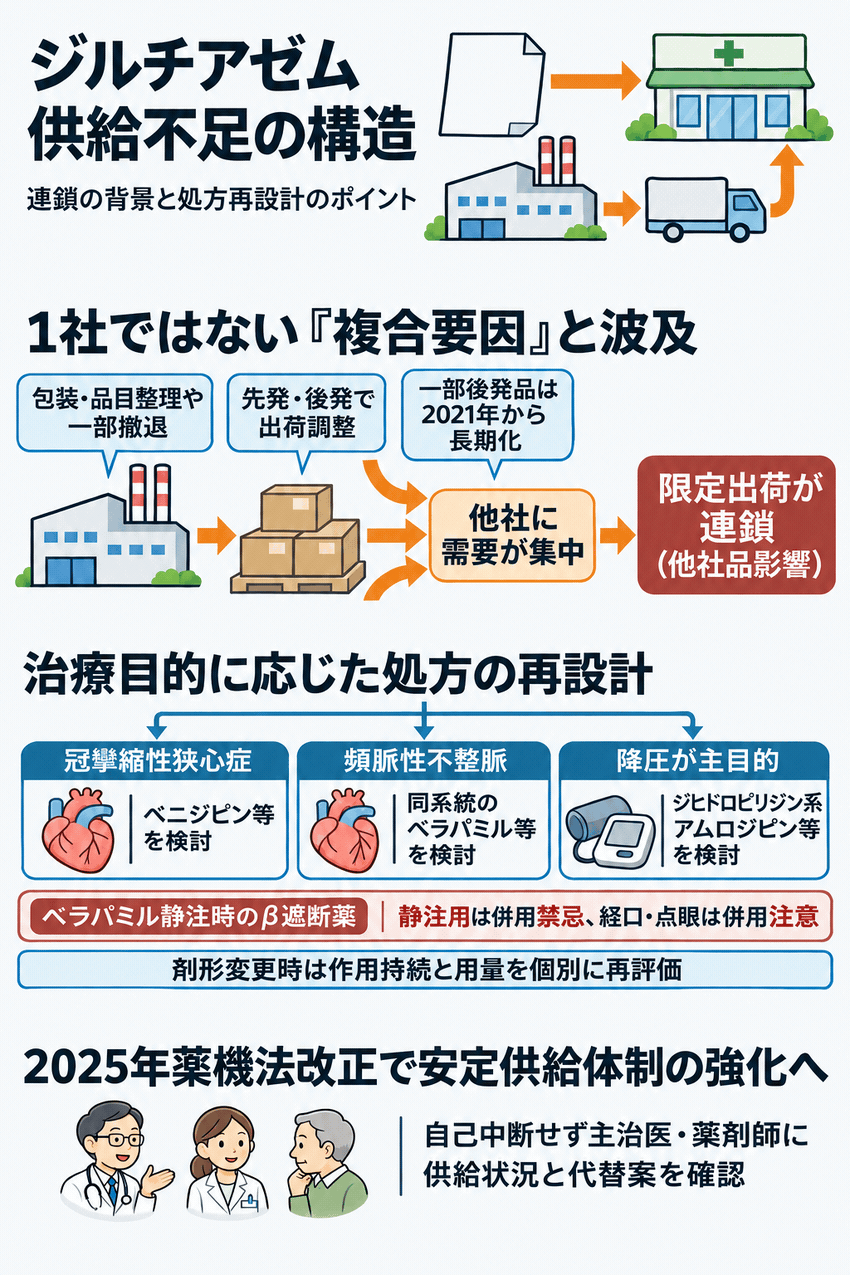 ジルチアゼム
供給不足の構造
連鎖の背景と処方再設計のポイント
1社ではない『複合要因』と波及
包装・品目整理や
一部撤退
先発・後発で
出荷調整
一部後発品は
2021年から
長期化
他社に
需要が集中
限定出荷が
連鎖
(他社品影響)
治療目的に応じた処方の再設計
冠攣縮性狭心症
ベニジピン等
を検討
頻脈性不整脈
同系統の
ベラパミル等
を検討
降圧が主目的
ジヒドロピリジン系
アムロジピン等
を検討
ベラパミル静注時のβ遮断薬
静注用は併用禁忌、経口・点眼は併用注意
剤形変更時は作用持続と用量を個別に再評価
2025年薬機法改正で安定供給体制の強化へ
自己中断せず主治医・薬剤師に
供給状況と代替案を確認